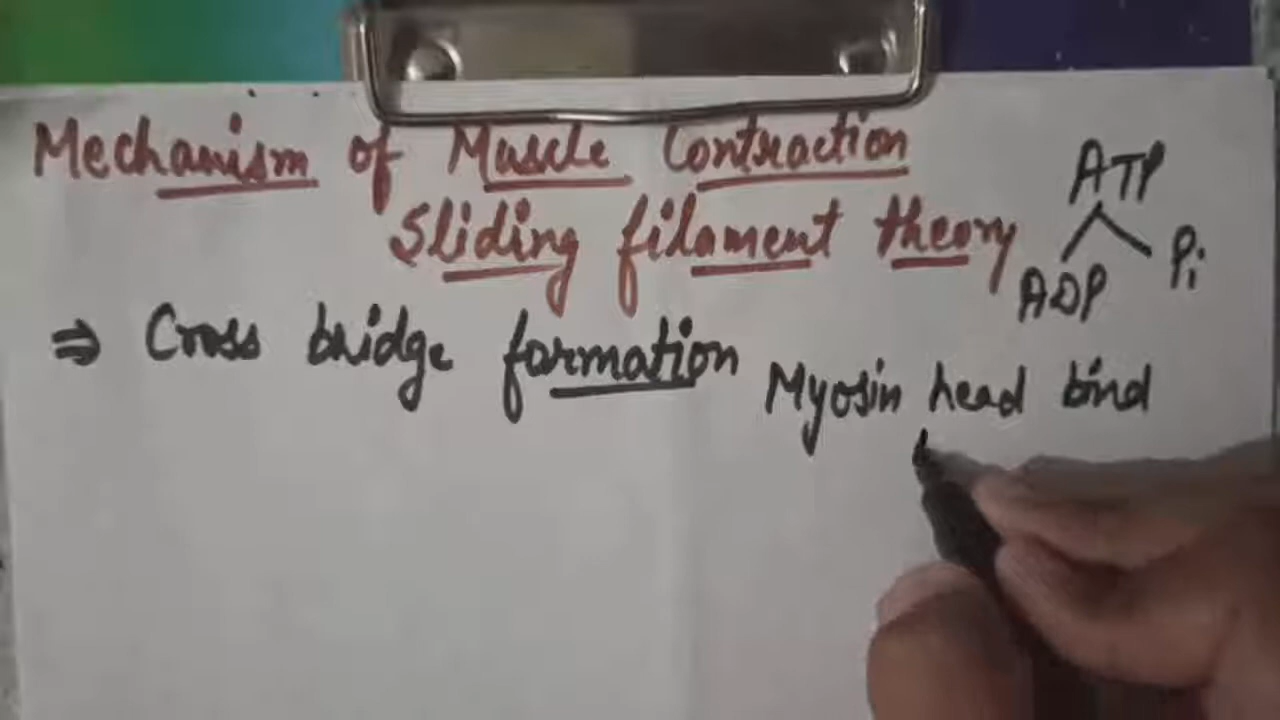 Mechanism of Muscle Contraction
Sliding filament theory
ATP
ADP Pi
⇒ Cross bridge formation
Myosin head bind